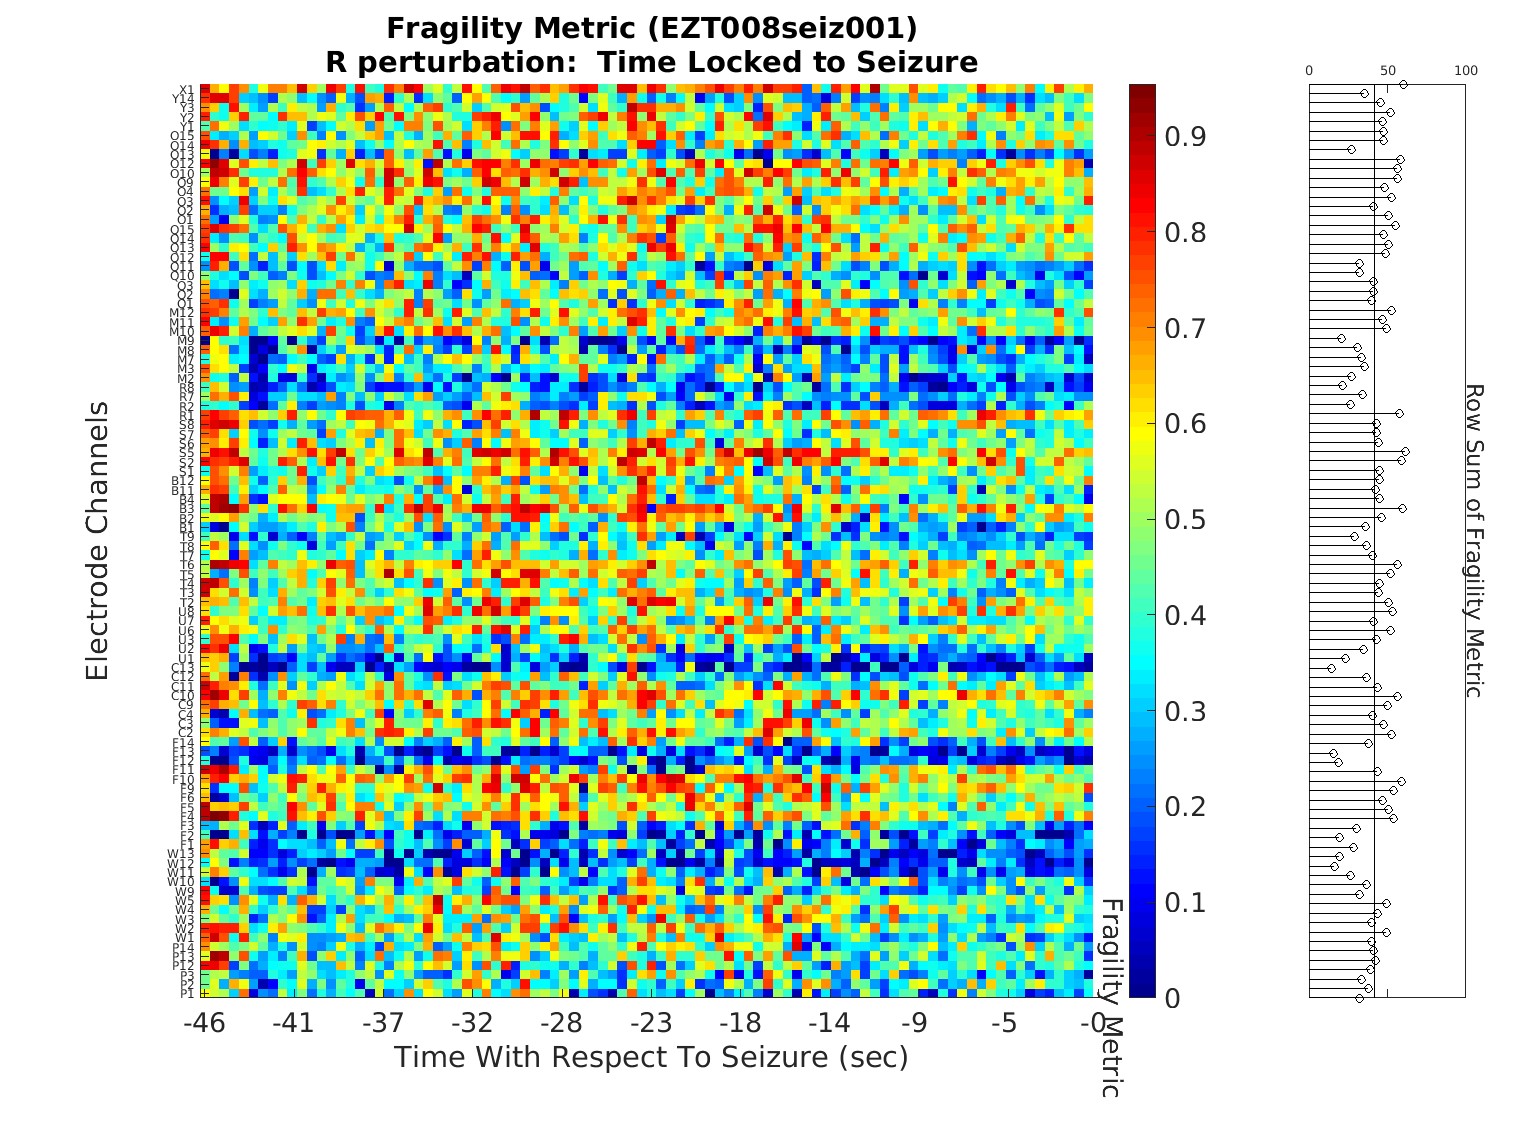 Fragility Metric (EZT008seiz001)
R perturbation:  Time Locked to Seizure
Electrode Channels
X1
Y14
Y3
Y2
Y1
O15
O14
O13
O12
O10
O9
O4
O3
O2
O1
Q15
Q14
Q13
Q12
Q11
Q10
Q3
Q2
Q1
M12
M11
M10
M9
M8
M7
M3
M2
R8
R7
R2
R1
S8
S7
S6
S5
S2
S1
B12
B11
B4
B3
B2
B1
T9
T8
T7
T6
T5
T4
T3
T2
U8
U7
U6
U3
U2
U1
C13
C12
C11
C10
C9
C4
C3
C2
F14
F13
F12
F11
F10
F9
F6
F5
F4
F3
F2
F1
W13
W12
W11
W10
W9
W5
W4
W3
W2
W1
P14
P13
P12
P3
P2
P1
-46 -41 -37 -32 -28 -23 -18 -14 -9 -5 -0
Time With Respect To Seizure (sec)
0.9
0.8
0.7
0.6
0.5
0.4
0.3
0.2
0.1
0
Fragility Metric
0 50 100
Row Sum of Fragility Metric